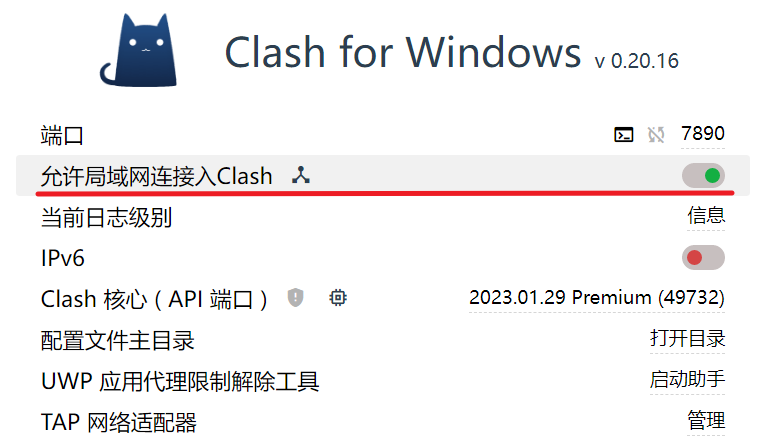 Clash for Windows v 0.20.16
端口 7890
允许局域网连接入Clash
当前日志级别 信息
IPv6
Clash 核心 ( API 端口 ) 2023.01.29 Premium (49732)
配置文件主目录 打开目录
UWP 应用代理限制解除工具 启动助手
TAP 网络适配器 管理